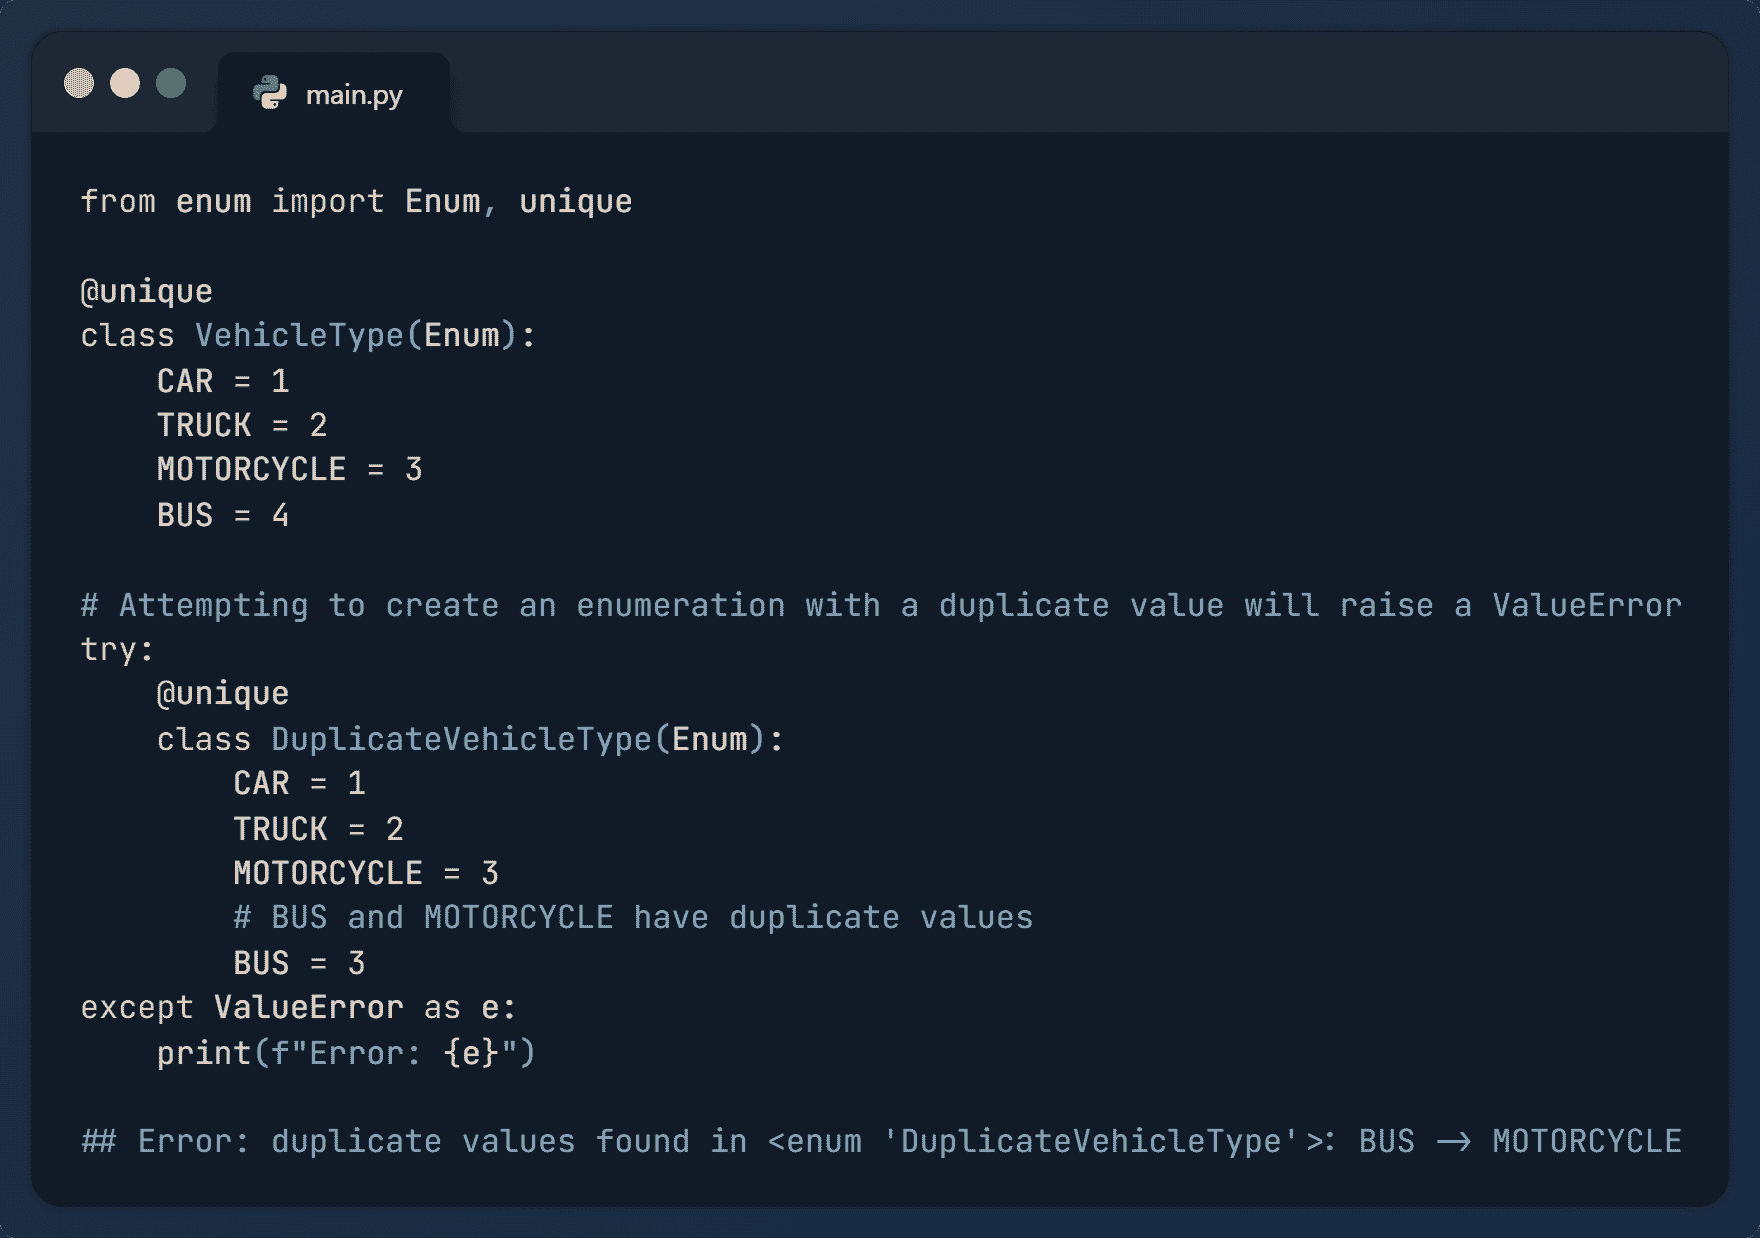 main.py
from enum import Enum, unique
@unique
class VehicleType(Enum):
    CAR = 1
    TRUCK = 2
    MOTORCYCLE = 3
    BUS = 4
# Attempting to create an enumeration with a duplicate value will raise a ValueError
try:
    @unique
    class DuplicateVehicleType(Enum):
        CAR = 1
        TRUCK = 2
        MOTORCYCLE = 3
        # BUS and MOTORCYCLE have duplicate values
        BUS = 3
except ValueError as e:
    print(f"Error: {e}")
## Error: duplicate values found in <enum 'DuplicateVehicleType'>: BUS -> MOTORCYCLE